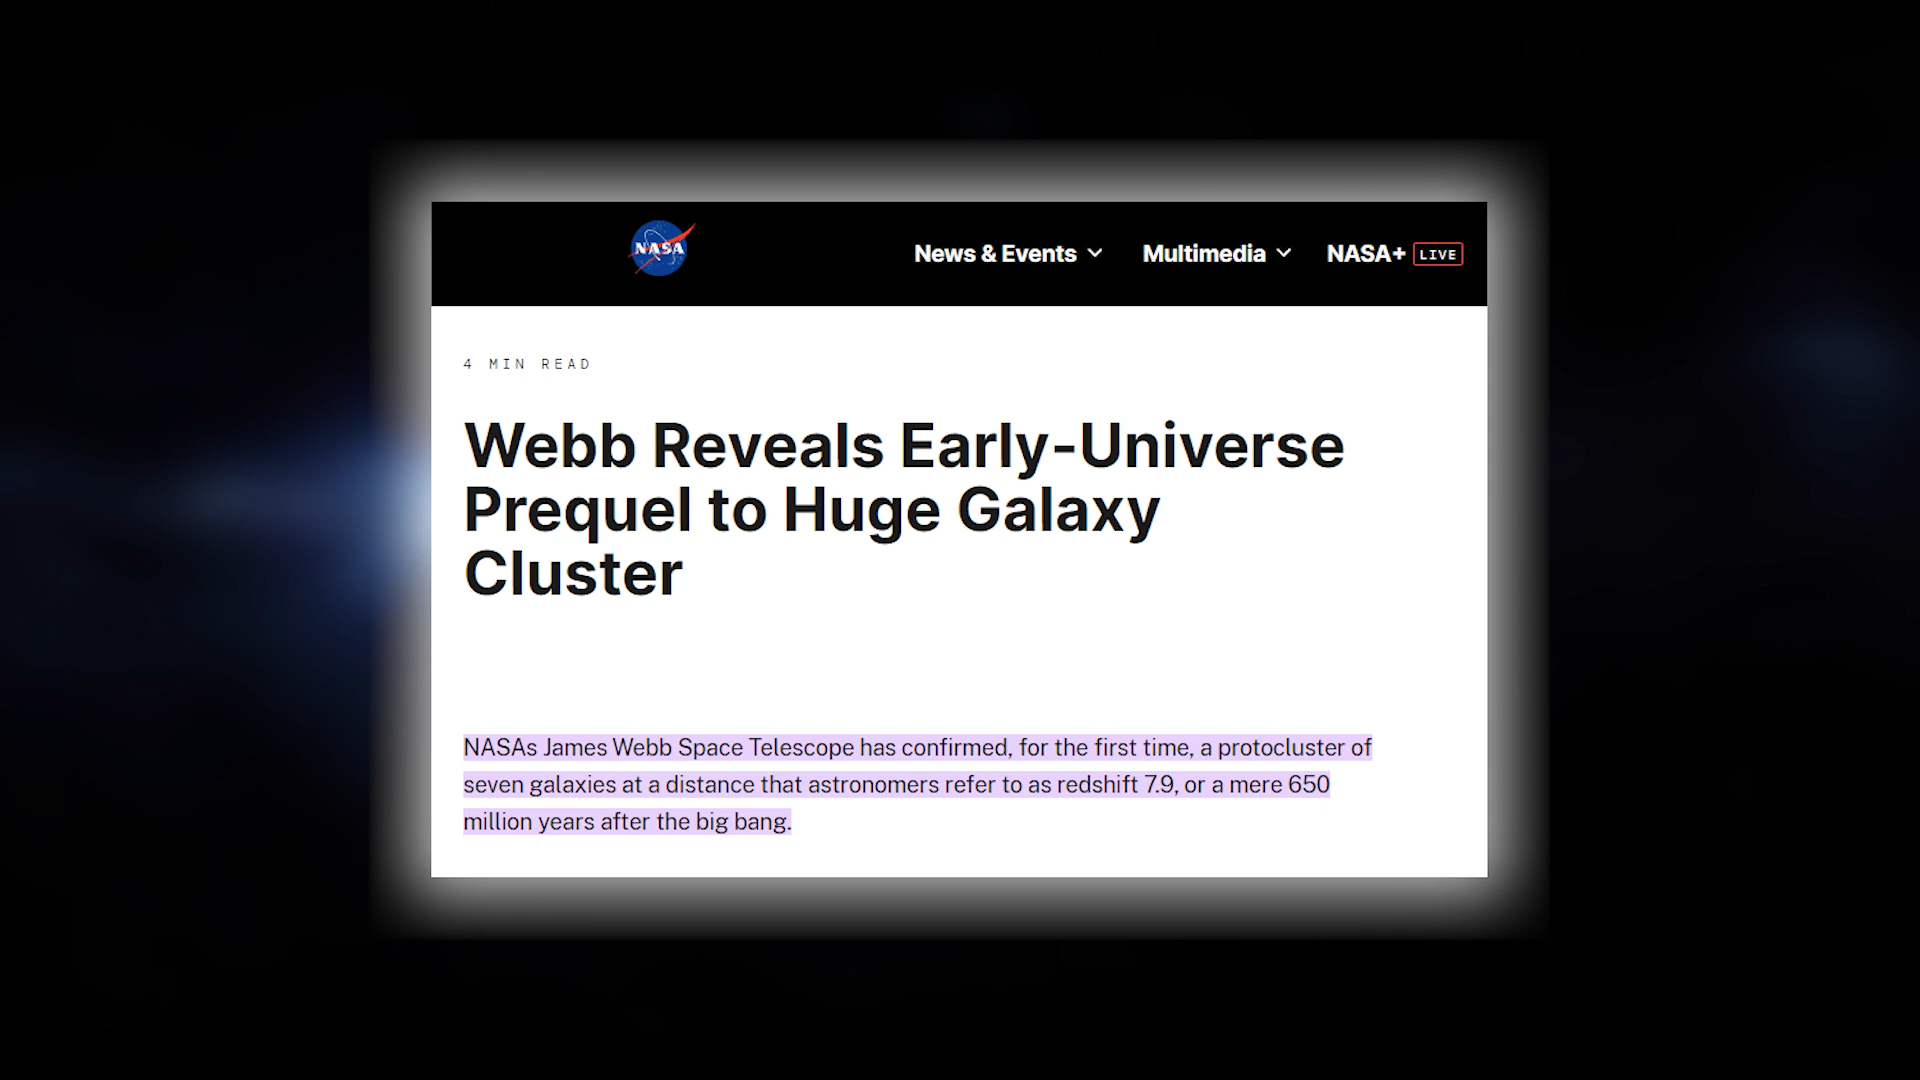 NASA
News & Events
Multimedia
NASA+ LIVE
4 MIN READ
Webb Reveals Early-Universe
Prequel to Huge Galaxy
Cluster
NASAs James Webb Space Telescope has confirmed, for the first time, a protocluster of
seven galaxies at a distance that astronomers refer to as redshift 7.9, or a mere 650
million years after the big bang.